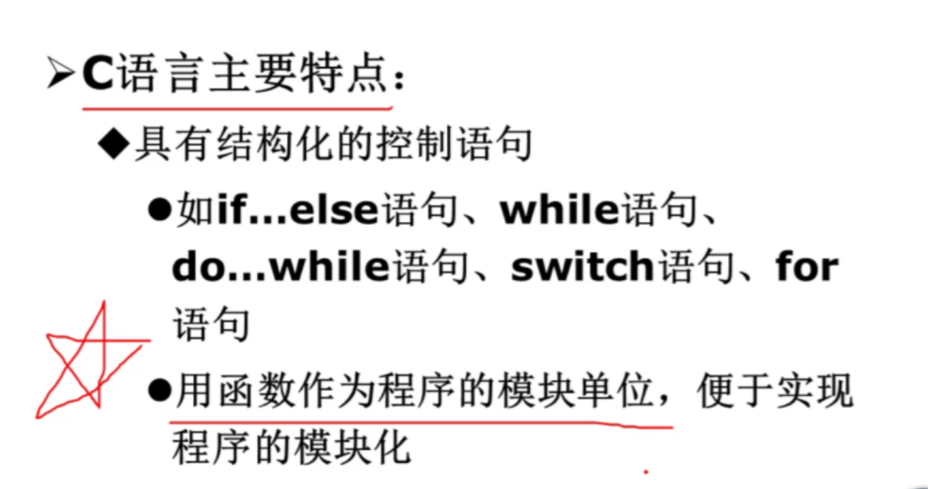 ➢C语言主要特点：
◆具有结构化的控制语句
●如if…else语句、while语句、
do…while语句、switch语句、for
语句
●用函数作为程序的模块单位，便于实现
程序的模块化